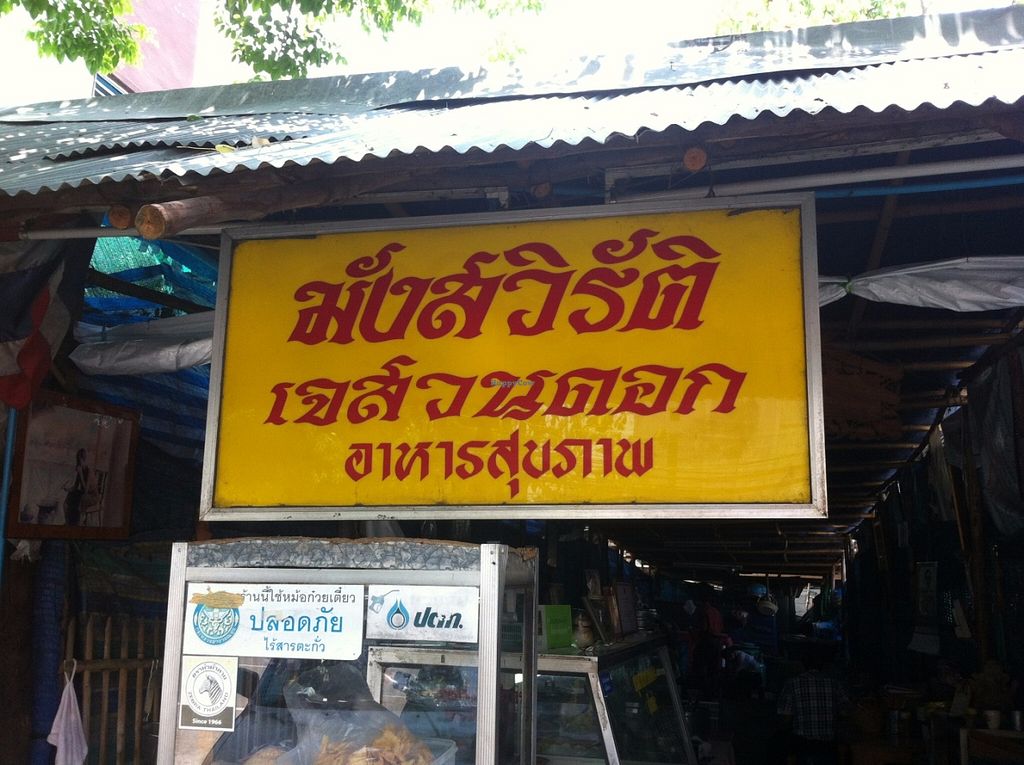 มังสวิรัติ
เจสวนดอก
อาหารสุขภาพ
ร้านนี้ใช้หม้อก๋วยเตี๋ยว
ปลอดภัย
ไร้สารตะกั่ว
ปตท.
ZEBRA THAILAND
Since 1966
HappyCow